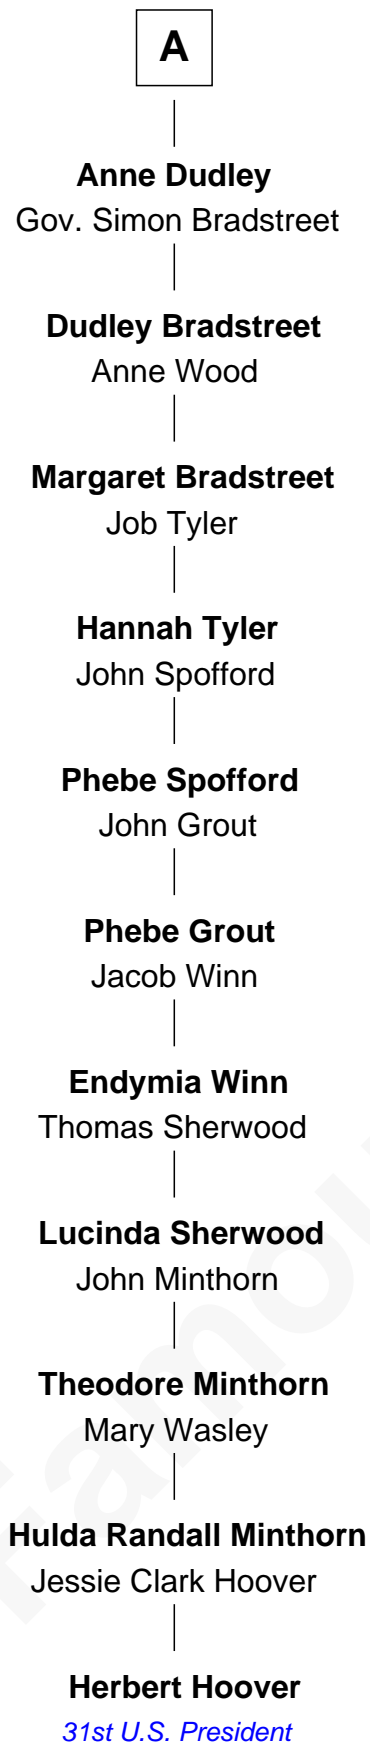 A
Anne Dudley
Gov. Simon Bradstreet
Dudley Bradstreet
Anne Wood
Margaret Bradstreet
Job Tyler
Hannah Tyler
John Spofford
Phebe Spofford
John Grout
Phebe Grout
Jacob Winn
Endymia Winn
Thomas Sherwood
Lucinda Sherwood
John Minthorn
Theodore Minthorn
Mary Wasley
Hulda Randall Minthorn
Jessie Clark Hoover
Herbert Hoover
31st U.S. President